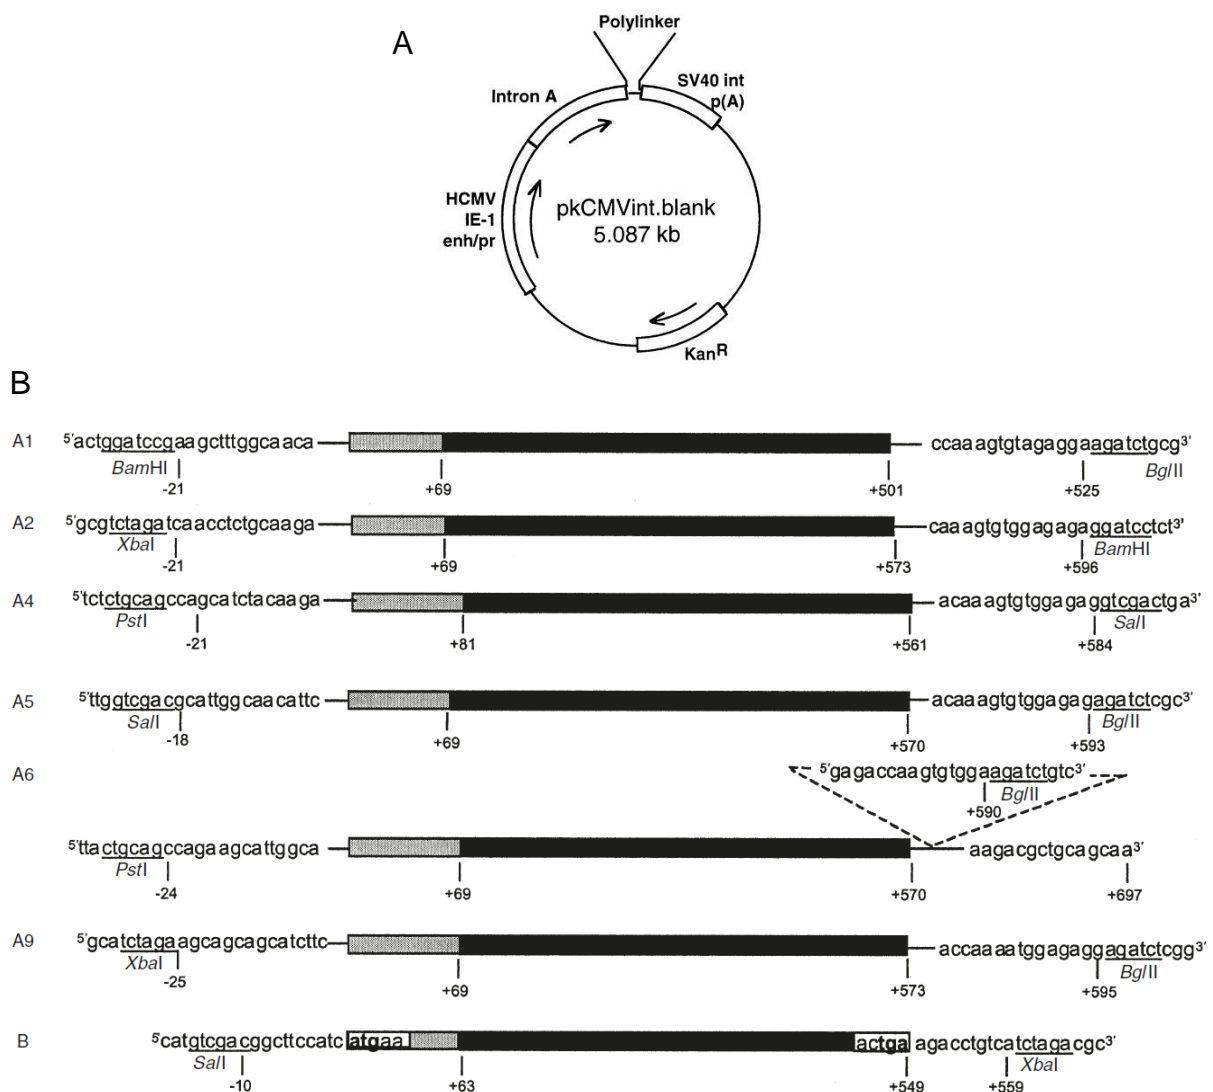 A
Polylinker
SV40 int
p(A)
Intron A
HCMV
IE-1
enh/pr
pkCMVint.blank
5.087 kb
KanR
B
A1 5'actggatccgaagctttggcaaca ccaaagtgtagaggaagatctgcg3'
BamHI BglII
-21 +69 +501 +525
A2 5'gcgtctagatcaacctctgcaaga caaagtgtggagagaggatcctct3'
XbaI BamHI
-21 +69 +573 +596
A4 5'tctctgcagccagcatctacaaga acaaagtgtggagaggtcgactga3'
PstI SalI
-21 +81 +561 +584
A5 5'ttggtcgacgcattggcaacattc acaaagtgtggagagagatctcgc3'
SalI BglII
-18 +69 +570 +593
A6 5'gagaccaagtgtggaagatctgtc3'
BglII
+590
5'ttactgcagccagaagcattggca aagacgctgcagcaa3'
PstI
-24 +69 +570 +697
A9 5'gcatctagaagcagcagcatcttc accaaaatggagaggagatctcgg3'
XbaI BglII
-25 +69 +573 +595
B 5'catgtcgacggcttccatc atgaa actga agacctgtcatctagacgc3'
SalI XbaI
-10 +63 +549 +559